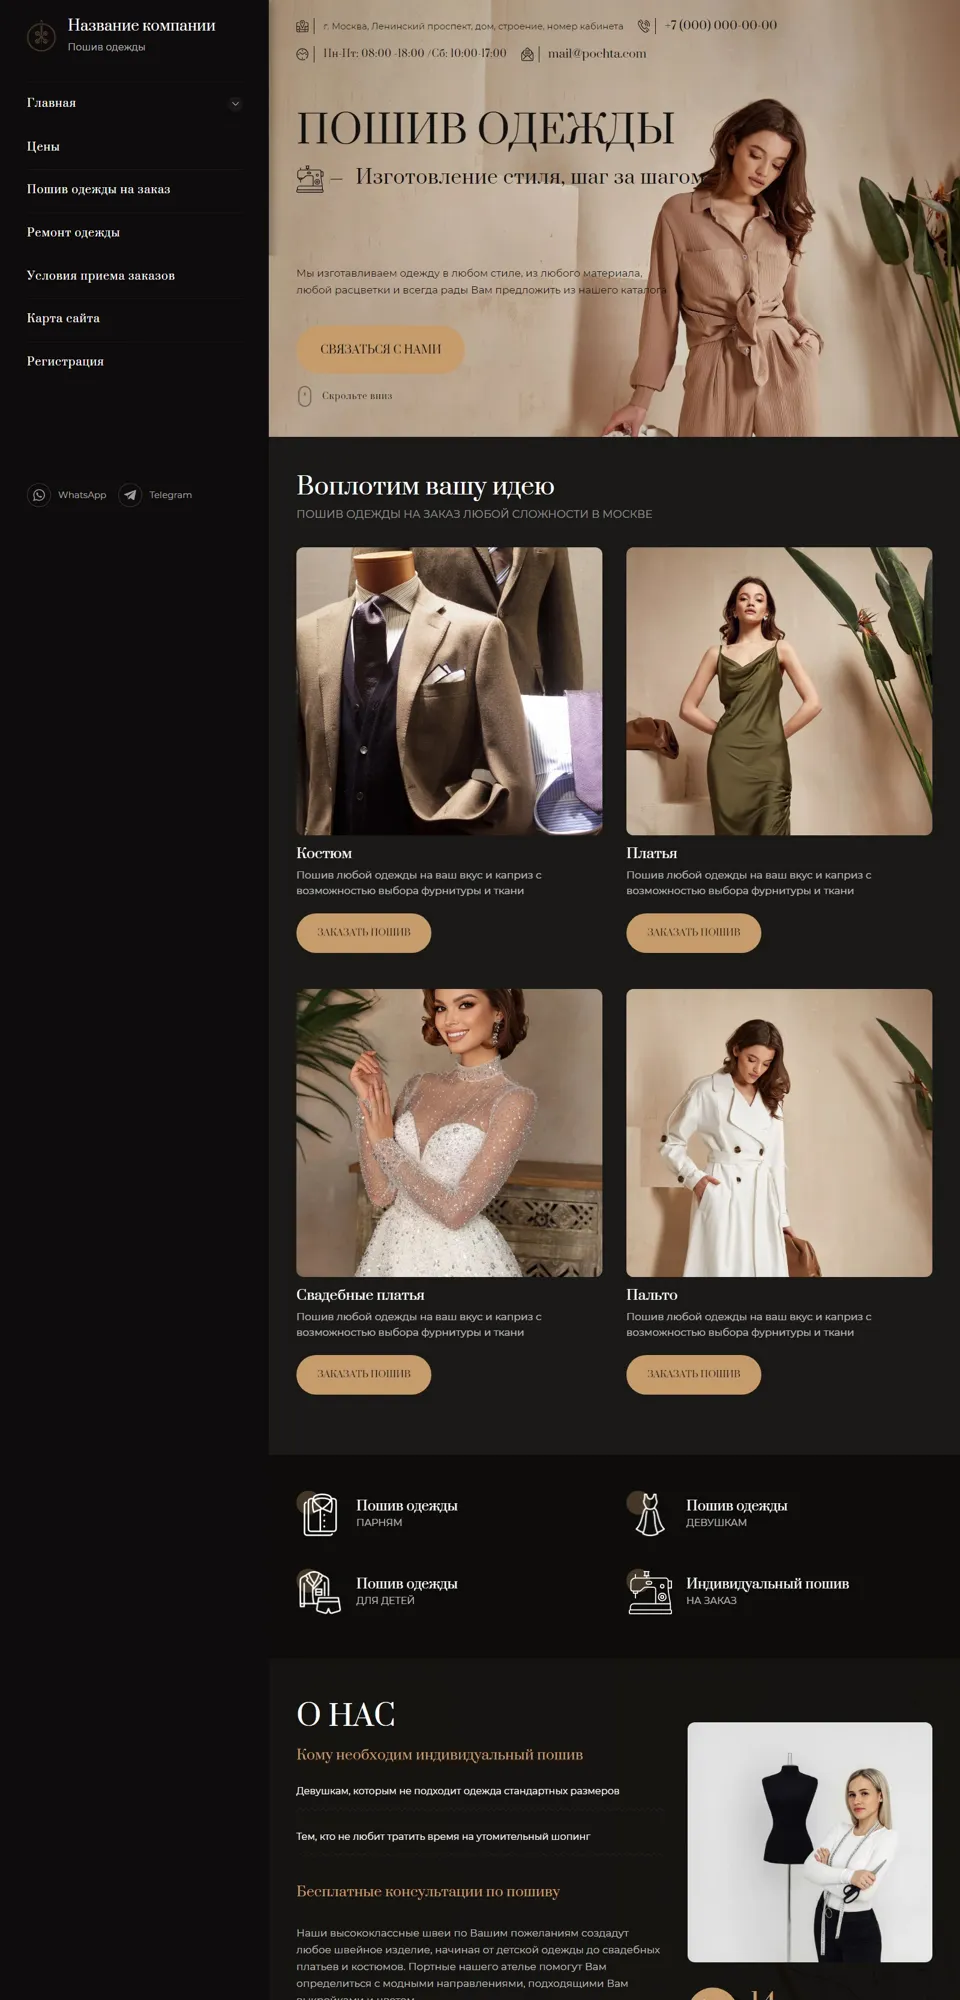 Название компании
Пошив одежды
Главная
Цены
Пошив одежды на заказ
Ремонт одежды
Условия приема заказов
Карта сайта
Регистрация
WhatsApp
Telegram
г. Москва, Ленинский проспект, дом, строение, номер кабинета
+7 (000) 000-00-00
Пн-Пт: 08:00 -18:00 /Сб: 10:00-17:00
mail@pochta.com
ПОШИВ ОДЕЖДЫ
— Изготовление стиля, шаг за шагом
Мы изготавливаем одежду в любом стиле, из любого материала,
любой расцветки и всегда рады Вам предложить из нашего каталога
СВЯЗАТЬСЯ С НАМИ
Скрольте вниз
Воплотим вашу идею
ПОШИВ ОДЕЖДЫ НА ЗАКАЗ ЛЮБОЙ СЛОЖНОСТИ В МОСКВЕ
Костюм
Пошив любой одежды на ваш вкус и каприз с
возможностью выбора фурнитуры и ткани
ЗАКАЗАТЬ ПОШИВ
Платья
Пошив любой одежды на ваш вкус и каприз с
возможностью выбора фурнитуры и ткани
ЗАКАЗАТЬ ПОШИВ
Свадебные платья
Пошив любой одежды на ваш вкус и каприз с
возможностью выбора фурнитуры и ткани
ЗАКАЗАТЬ ПОШИВ
Пальто
Пошив любой одежды на ваш вкус и каприз с
возможностью выбора фурнитуры и ткани
ЗАКАЗАТЬ ПОШИВ
Пошив одежды
ПАРНЯМ
Пошив одежды
ДЕВУШКАМ
Пошив одежды
ДЛЯ ДЕТЕЙ
Индивидуальный пошив
НА ЗАКАЗ
О НАС
Кому необходим индивидуальный пошив
Девушкам, которым не подходит одежда стандартных размеров
Тем, кто не любит тратить время на утомительный шопинг
Бесплатные консультации по пошиву
Наши высококлассные швеи по Вашим пожеланиям создадут
любое швейное изделие, начиная от детской одежды до свадебных
платьев и костюмов. Портные нашего ателье помогут Вам
определиться с модными направлениями, подходящими Вам